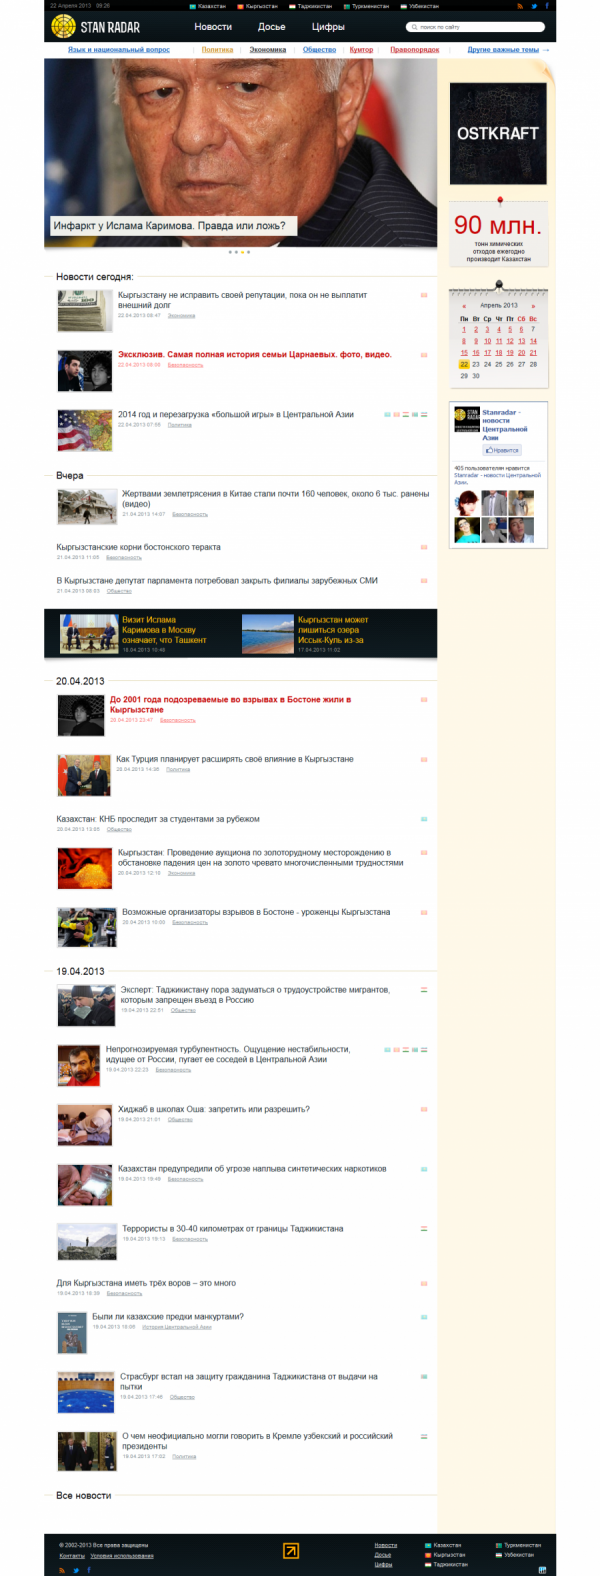 22 Апреля 2013 09:26
Казахстан Кыргызстан Таджикистан Туркменистан Узбекистан
STAN RADAR
Новости Досье Цифры
поиск по сайту
Язык и национальный вопрос Политика Экономика Общество Кумтор Правопорядок Другие важные темы →
Инфаркт у Ислама Каримова. Правда или ложь?
OSTKRAFT
90 млн.
тонн химических
отходов ежегодно
производит Казахстан
« Апрель 2013 »
Пн Вт Ср Чт Пт Сб Вс
1 2 3 4 5 6 7
8 9 10 11 12 13 14
15 16 17 18 19 20 21
22 23 24 25 26 27 28
29 30
Stanradar -
новости
Центральной
Азии
Нравится
405 пользователям нравится
Stanradar - новости Центральной
Азии.
Новости сегодня:
Кыргызстану не исправить своей репутации, пока он не выплатит
внешний долг
22.04.2013 08:47 Экономика
Эксклюзив. Самая полная история семьи Царнаевых. фото, видео.
Безопасность
2014 год и перезагрузка «большой игры» в Центральной Азии
22.04.2013 07:58 Политика
Вчера
Жертвами землетрясения в Китае стали почти 160 человек, около 6 тыс. ранены
(видео)
21.04.2013 14:07 Безопасность
Кыргызстанские корни бостонского теракта
21.04.2013 11:05 Безопасность
В Кыргызстане депутат парламента потребовал закрыть филиалы зарубежных СМИ
21.04.2013 08:03 Общество
Визит Ислама
Каримова в Москву
означает, что Ташкент
18.04.2013 10:46
Кыргызстан может
лишиться озера
Иссык-Куль из-за
17.04.2013 11:02
20.04.2013
До 2001 года подозреваемые во взрывах в Бостоне жили в
Кыргызстане
20.04.2013 23:47 Безопасность
Как Турция планирует расширять своё влияние в Кыргызстане
20.04.2013 14:36 Политика
Казахстан: КНБ проследит за студентами за рубежом
Общество
Кыргызстан: Проведение аукциона по золоторудному месторождению в
обстановке падения цен на золото чревато многочисленными трудностями
20.04.2013 12:18 Экономика
Возможные организаторы взрывов в Бостоне - уроженцы Кыргызстана
20.04.2013 10:00 Безопасность
19.04.2013
Эксперт: Таджикистану пора задуматься о трудоустройстве мигрантов,
которым запрещен въезд в Россию
19.04.2013 22:51 Общество
Непрогнозируемая турбулентность. Ощущение нестабильности,
идущее от России, пугает ее соседей в Центральной Азии
19.04.2013 22:23 Безопасность
Хиджаб в школах Оша: запретить или разрешить?
19.04.2013 21:01 Общество
Казахстан предупредили об угрозе наплыва синтетических наркотиков
19.04.2013 19:49 Безопасность
Террористы в 30-40 километрах от границы Таджикистана
19.04.2013 19:13 Безопасность
Для Кыргызстана иметь трёх воров – это много
19.04.2013 18:39 Безопасность
Были ли казахские предки манкуртами?
История Центральной Азии
Страсбург встал на защиту гражданина Таджикистана от выдачи на
пытки
19.04.2013 17:46 Общество
О чем неофициально могли говорить в Кремле узбекский и российский
президенты
19.04.2013 17:02 Политика
Все новости
© 2002-2013 Все права защищены
Контакты Условия использования
Новости
Досье
Цифры
Казахстан
Кыргызстан
Таджикистан
Туркменистан
Узбекистан